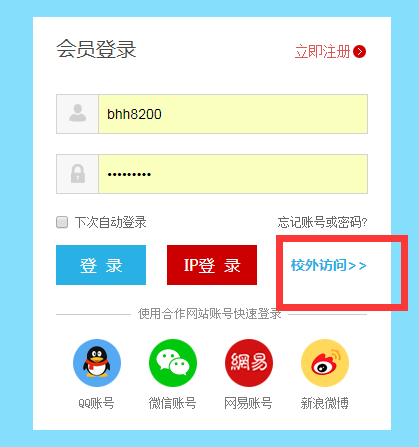 会员登录 立即注册
bhh8200
•••••••••
下次自动登录 忘记账号或密码?
登 录 IP登 录 校外访问>>
使用合作网站账号快速登录
網易
QQ账号 微信账号 网易账号 新浪微博